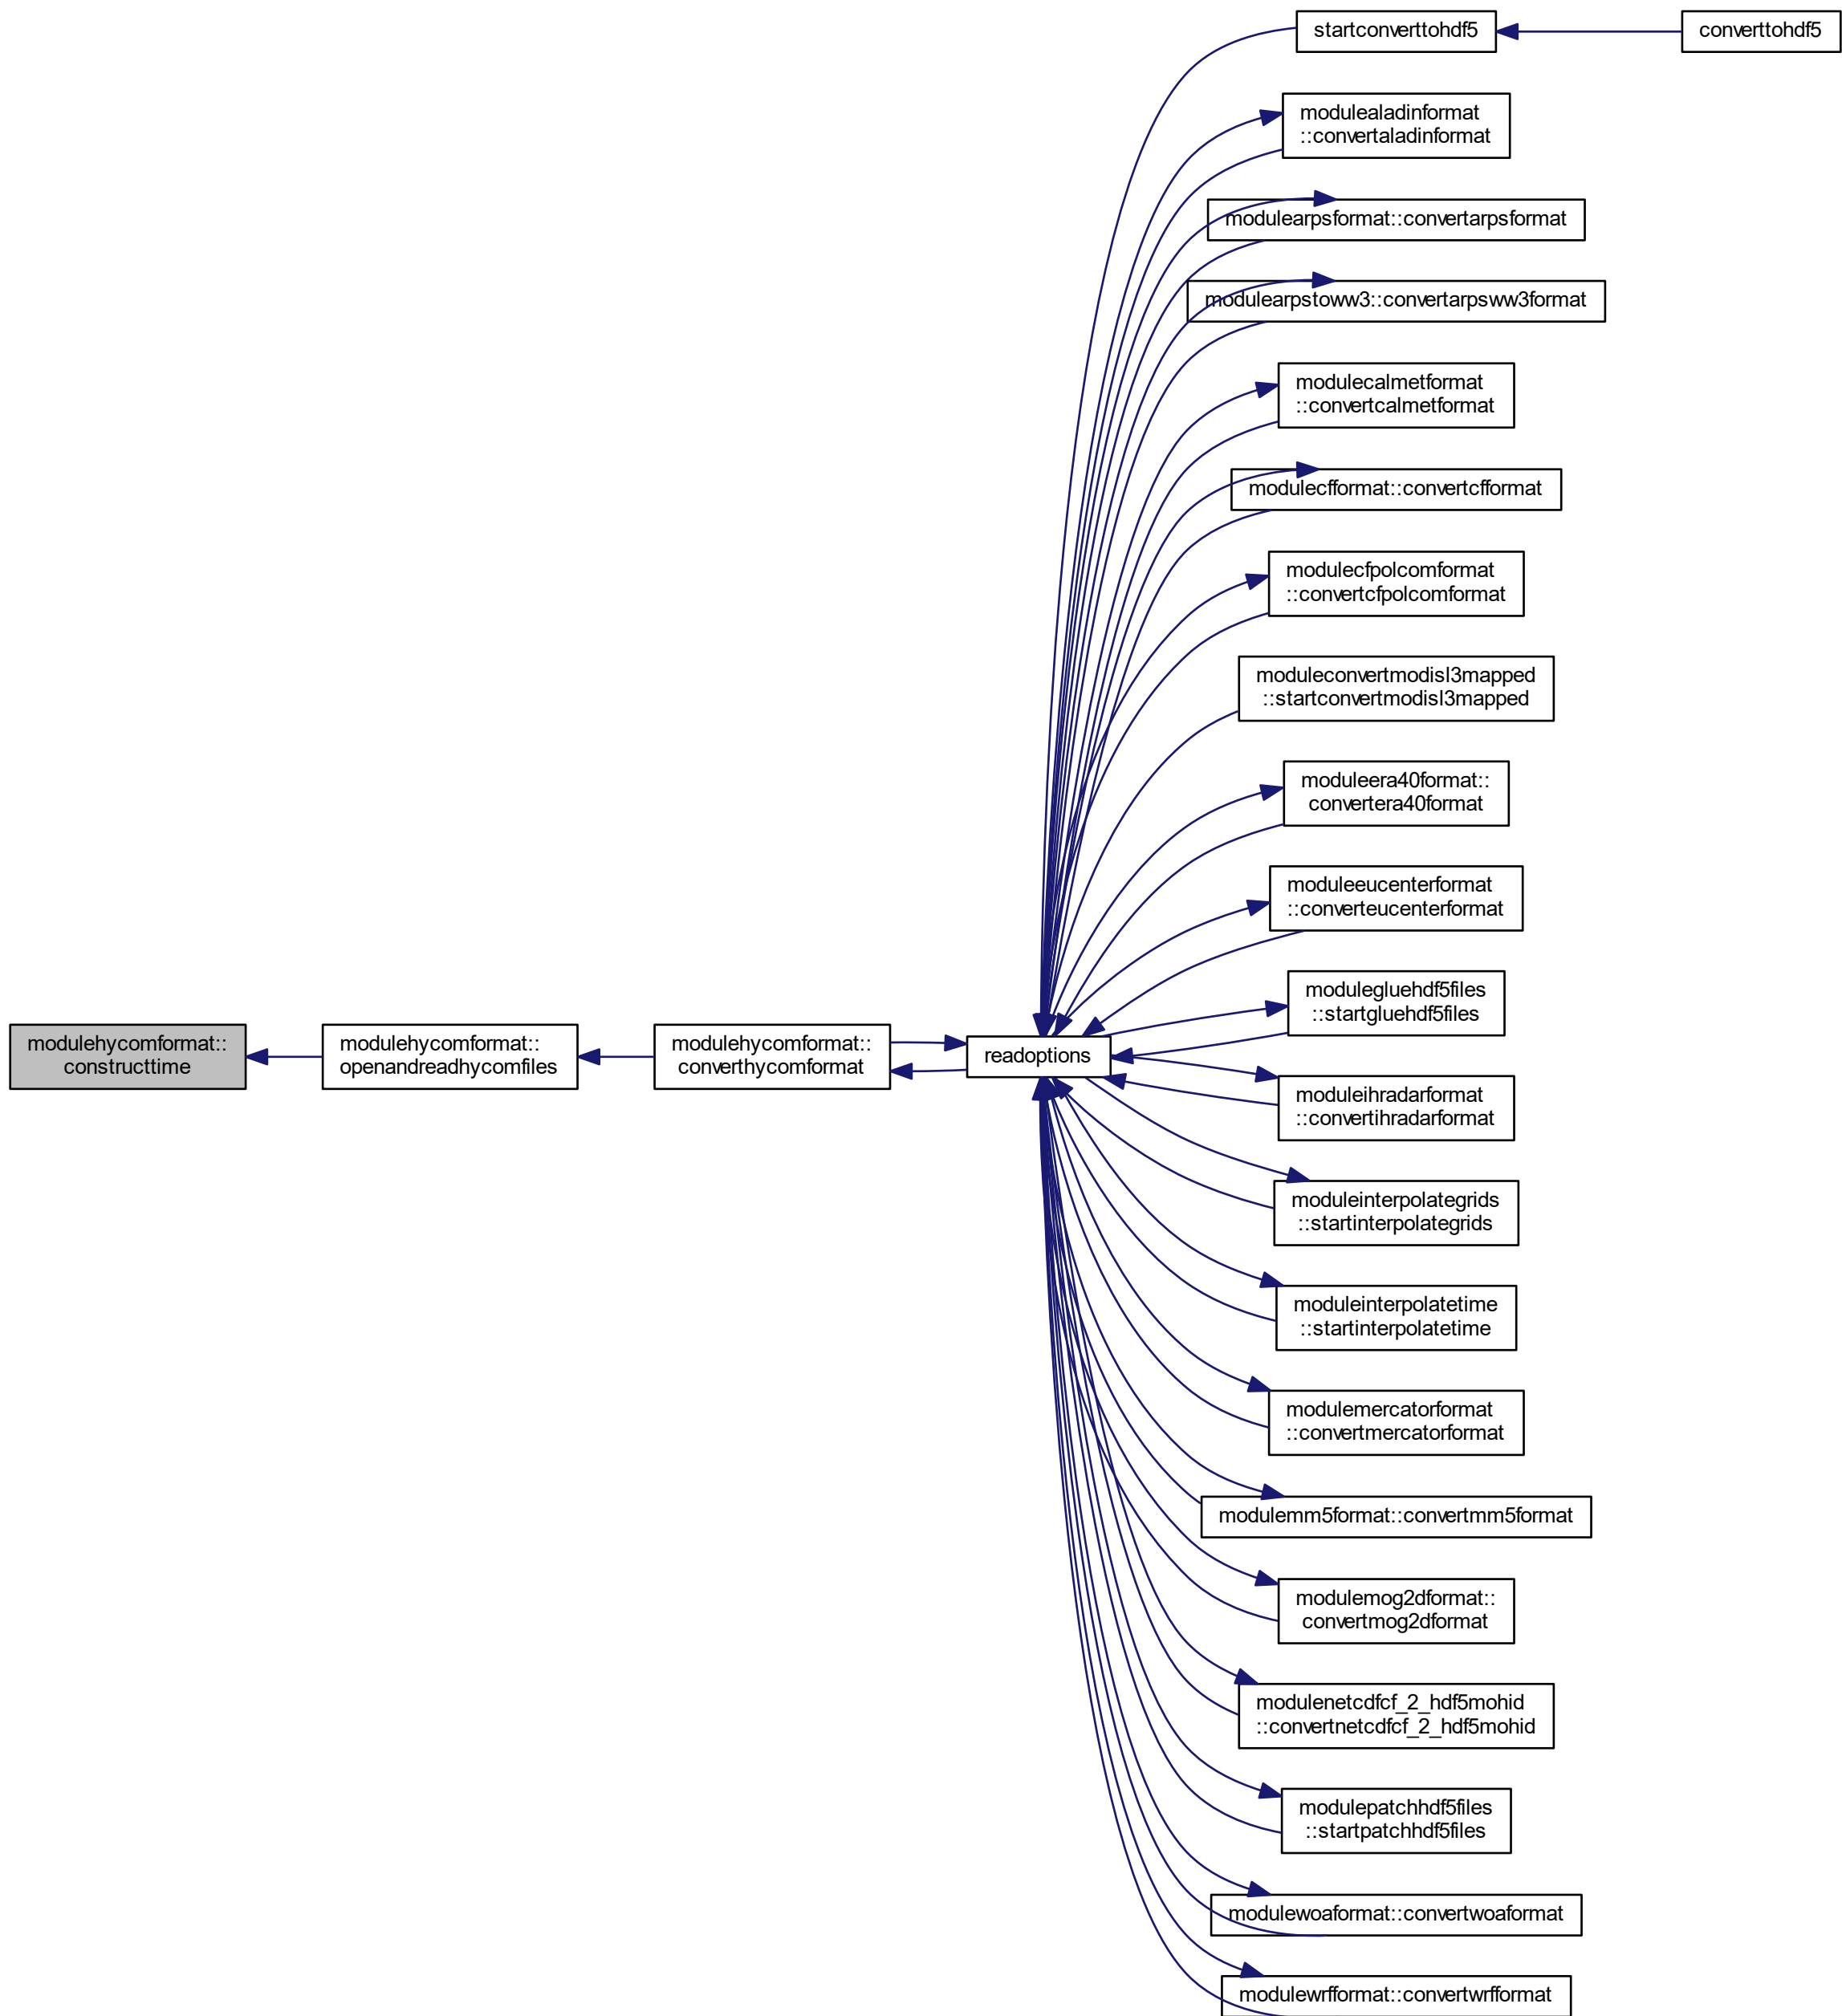 startconverttohdf5
converttohdf5
modulealadinformat
::convertaladinformat
modulearpsformat::convertarpsformat
modulearpstoww3::convertarpsww3format
modulecalmetformat
::convertcalmetformat
modulecfformat::convertcfformat
modulecfpolcomformat
::convertcfpolcomformat
moduleconvertmodisl3mapped
::startconvertmodisl3mapped
moduleera40format::
convertera40format
moduleeucenterformat
::converteucenterformat
modulegluehdf5files
::startgluehdf5files
modulehycomformat::
constructtime
modulehycomformat::
openandreadhycomfiles
modulehycomformat::
converthycomformat
readoptions
moduleihradarformat
::convertihradarformat
moduleinterpolategrids
::startinterpolategrids
moduleinterpolatetime
::startinterpolatetime
modulemercatorformat
::convertmercatorformat
modulemm5format::convertmm5format
modulemog2dformat::
convertmog2dformat
modulenetcdfcf_2_hdf5mohid
::convertnetcdfcf_2_hdf5mohid
modulepatchhdf5files
::startpatchhdf5files
modulewoaformat::convertwoaformat
modulewrfformat::convertwrfformat